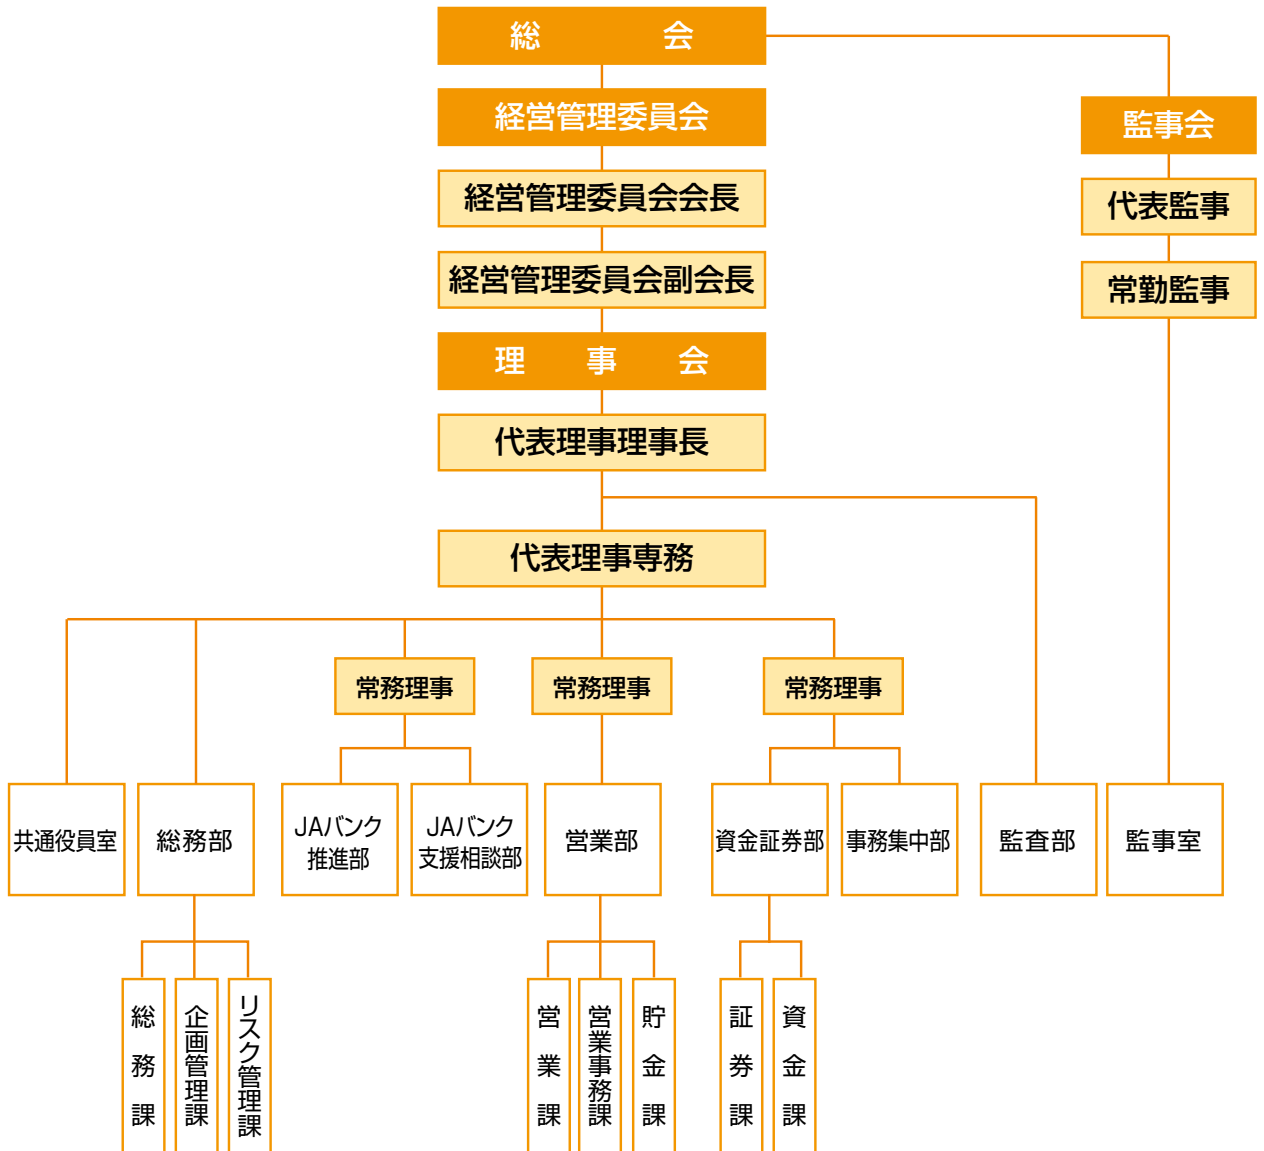 総会
経営管理委員会
監事会
経営管理委員会会長
代表監事
経営管理委員会副会長
常勤監事
理事会
代表理事理事長
代表理事専務
常務理事
常務理事
常務理事
共通役員室
総務部
JAバンク
推進部
JAバンク
支援相談部
営業部
資金証券部
事務集中部
監査部
監事室
総務課
企画管理課
リスク管理課
営業課
営業事務課
貯金課
証券課
資金課